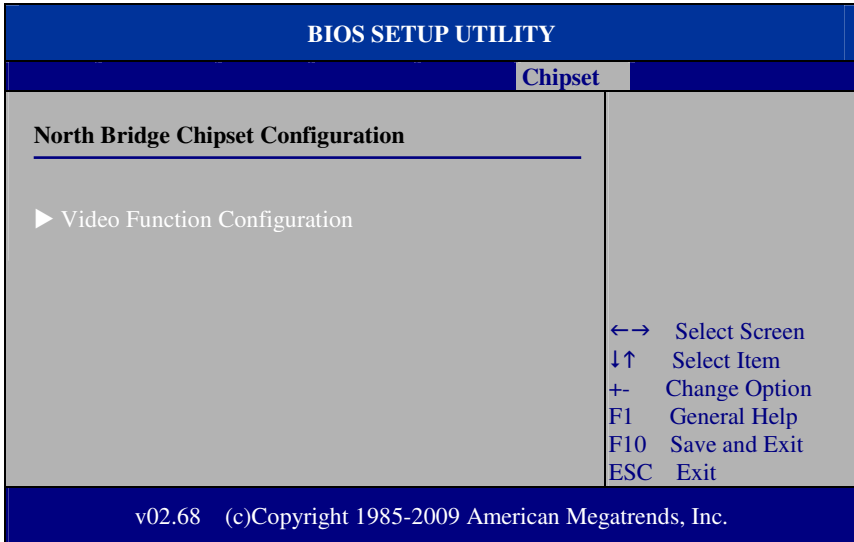 BIOS SETUP UTILITY
Chipset
North Bridge Chipset Configuration
▶ Video Function Configuration
←→ Select Screen
↓↑ Select Item
+- Change Option
F1 General Help
F10 Save and Exit
ESC Exit
v02.68 (c)Copyright 1985-2009 American Megatrends, Inc.